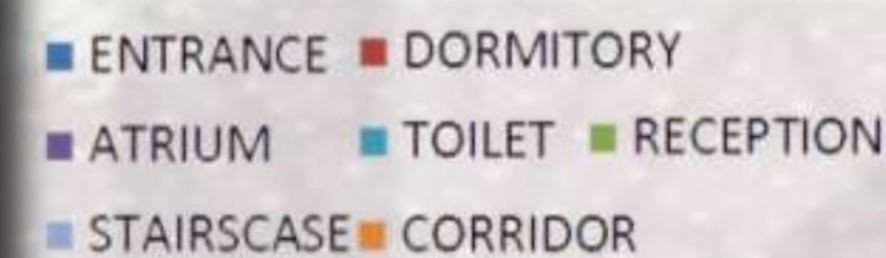 ENTRANCE DORMITORY
ATRIUM TOILET RECEPTION
STAIRSCASE CORRIDOR